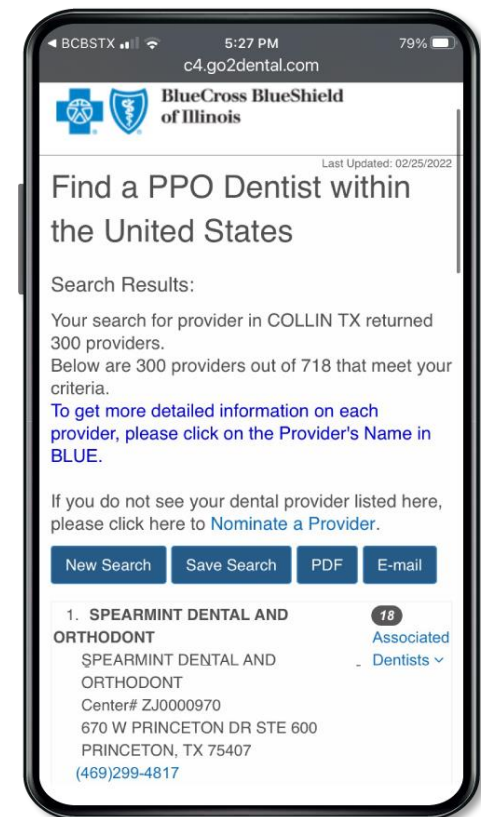 BCBSTX 5:27 PM 79%
c4.go2dental.com
BlueCross BlueShield
of Illinois
Last Updated: 02/25/2022
Find a PPO Dentist within
the United States
Search Results:
Your search for provider in COLLIN TX returned
300 providers.
Below are 300 providers out of 718 that meet your
criteria.
To get more detailed information on each
provider, please click on the Provider's Name in
BLUE.
If you do not see your dental provider listed here,
please click here to Nominate a Provider.
New Search Save Search PDF E-mail
1. SPEARMINT DENTAL AND 18
ORTHODONT Associated
SPEARMINT DENTAL AND Dentists
ORTHODONT
Center# ZJ0000970
670 W PRINCETON DR STE 600
PRINCETON, TX 75407
(469)299-4817